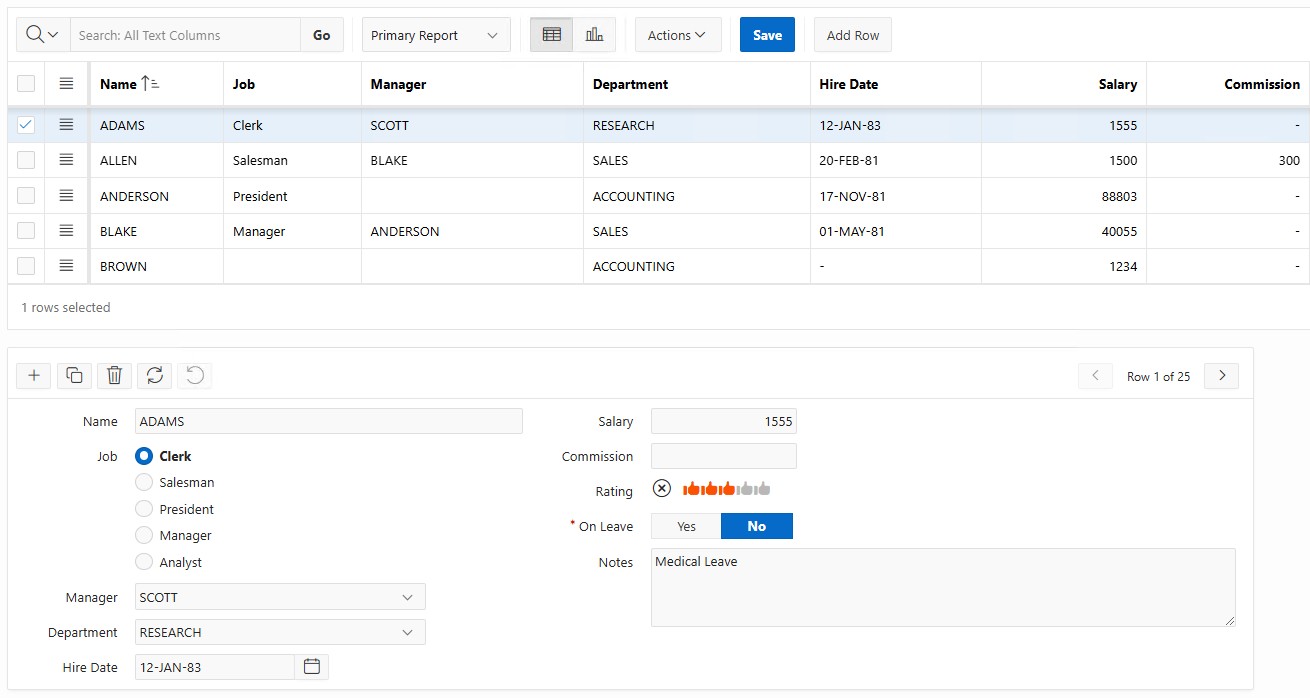 Search: All Text Columns Go Primary Report Actions Save Add Row
Name Job Manager Department Hire Date Salary Commission
ADAMS Clerk SCOTT RESEARCH 12-JAN-83 1555 -
ALLEN Salesman BLAKE SALES 20-FEB-81 1500 300
ANDERSON President ACCOUNTING 17-NOV-81 88803 -
BLAKE Manager ANDERSON SALES 01-MAY-81 40055 -
BROWN ACCOUNTING - 1234 -
1 rows selected
Row 1 of 25
Name ADAMS
Job Clerk
Salesman
President
Manager
Analyst
Manager SCOTT
Department RESEARCH
Hire Date 12-JAN-83
Salary 1555
Commission
Rating
* On Leave Yes No
Notes Medical Leave